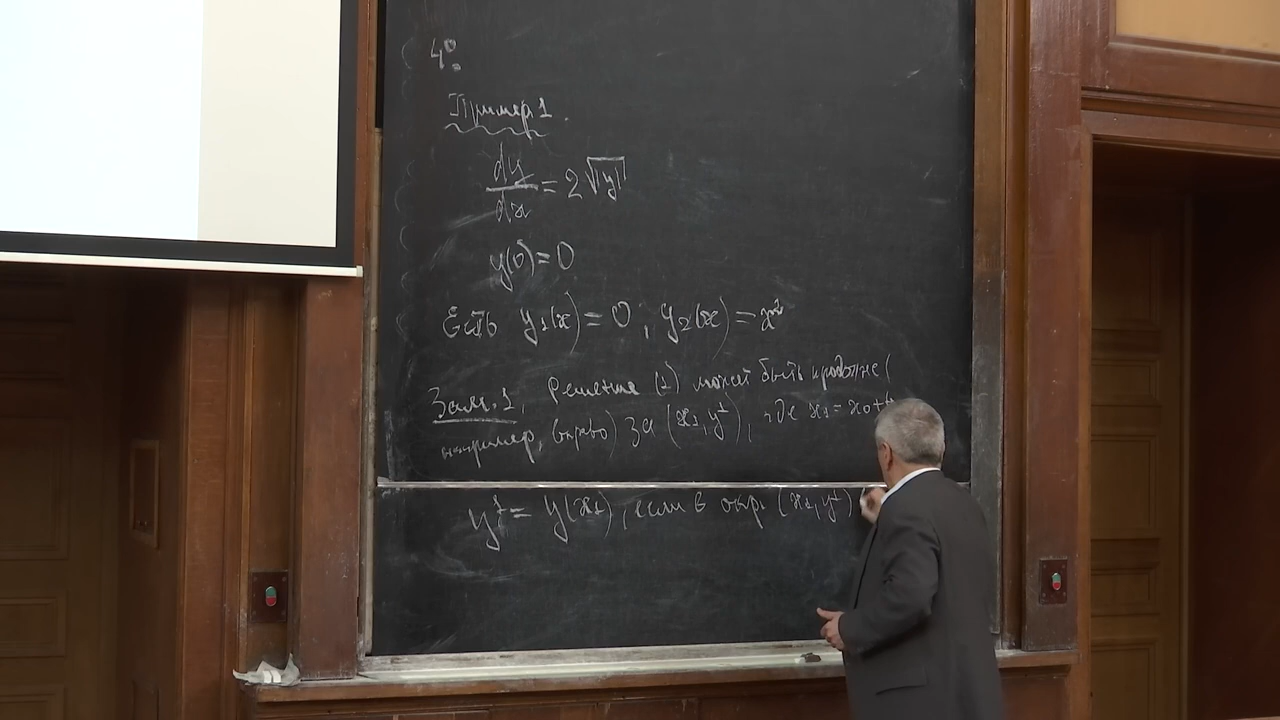 4°.
Пример 1.
dy/dx = 2√|y|
y(0) = 0
Есть y₁(x) = 0, y₂(x) = x²
Зам. 1. Решение (1) может быть продолже(
например, вправо) за (x₁, y¹), где x₁ = x₀ +
y¹ = y(x₁), если в окр. (x₁, y¹)